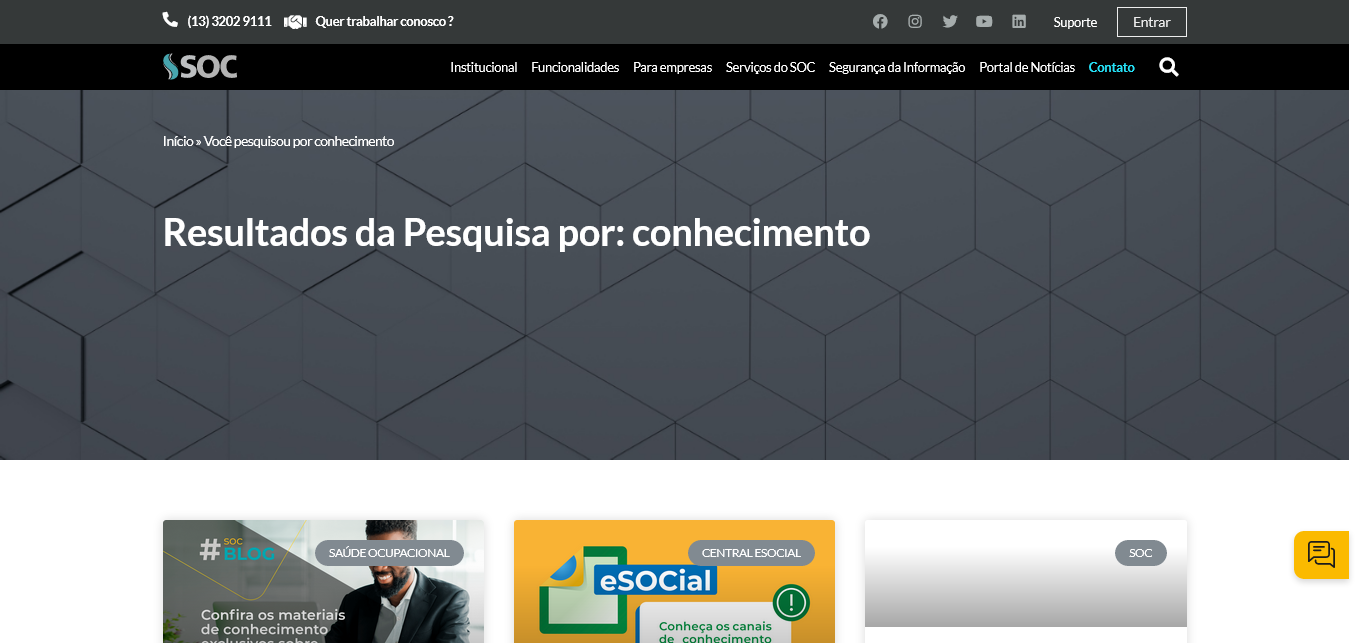 (13) 3202 9111 Quer trabalhar conosco ? Suporte Entrar
SOC Institucional Funcionalidades Para empresas Serviços do SOC Segurança da Informação Portal de Notícias Contato
Início » Você pesquisou por conhecimento
Resultados da Pesquisa por: conhecimento
# SOC
BLOG
SAÚDE OCUPACIONAL
Confira os materiais
de conhecimento
exclusivos sobre
CENTRAL ESOCIAL
eSOCial
Conheça os canais
de conhecimento
SOC